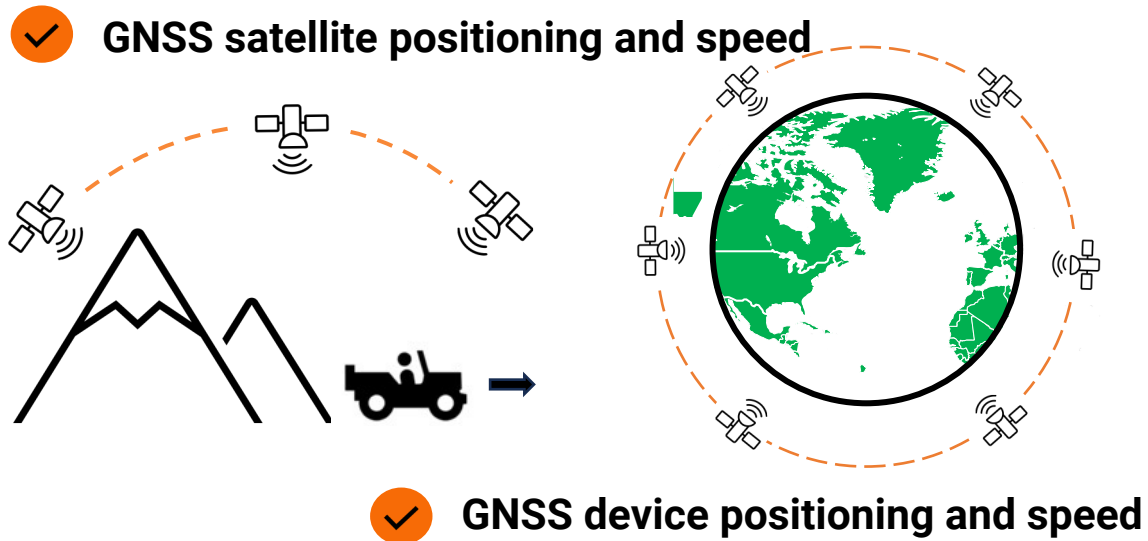 GNSS satellite positioning and speed
GNSS device positioning and speed